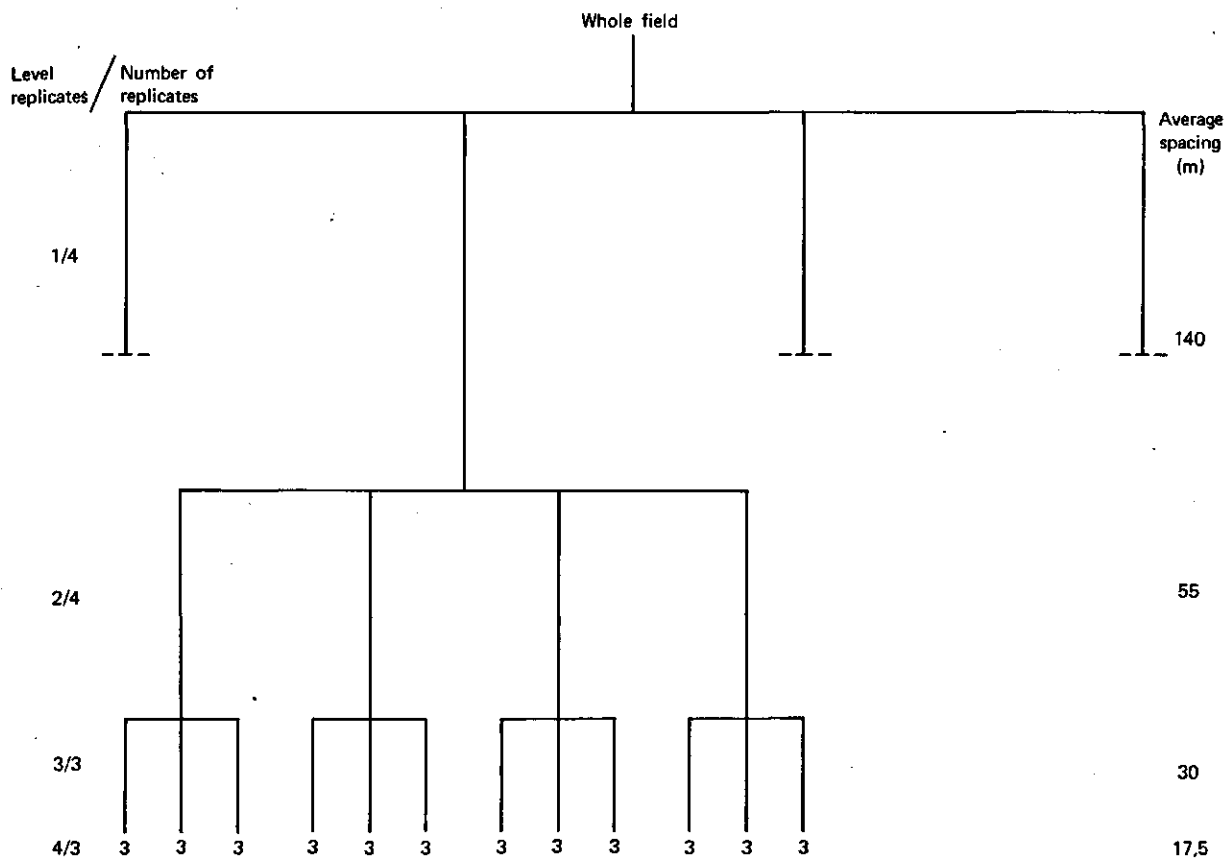 Whole field
Level
replicates / Number of
replicates
Average
spacing
(m)
1/4
140
2/4
55
3/3
30
4/3 3 3 3 3 3 3 3 3 3 3 3 3 17,5